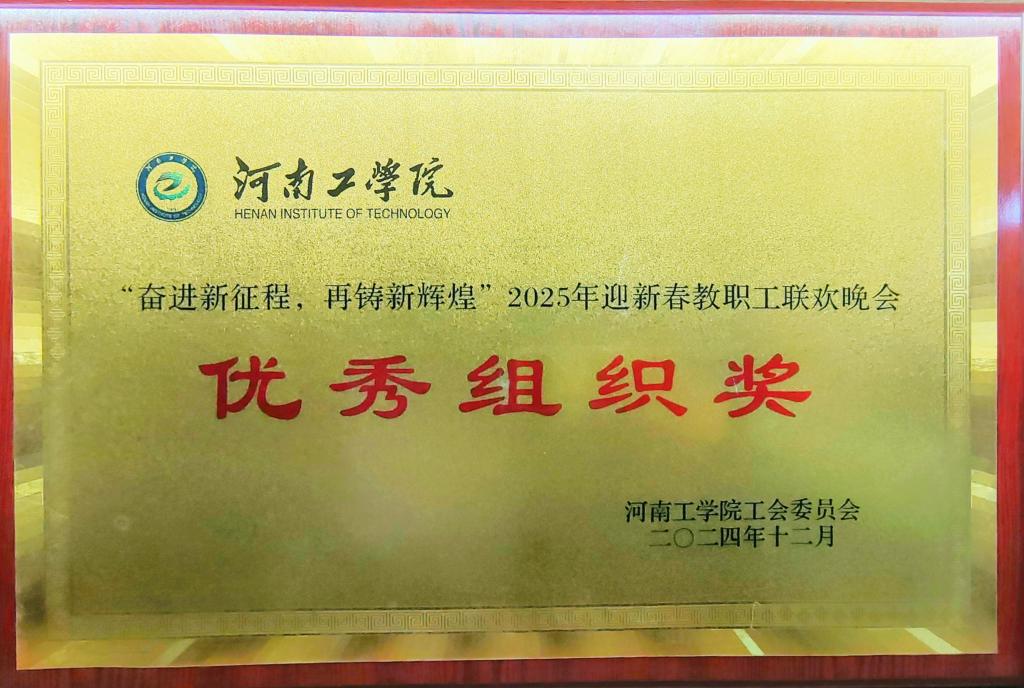 河南工學院
HENAN INSTITUTE OF TECHNOLOGY
“奋进新征程，再铸新辉煌”2025年迎新春教职工联欢晚会
优秀组织奖
河南工学院工会委员会
二〇二四年十二月